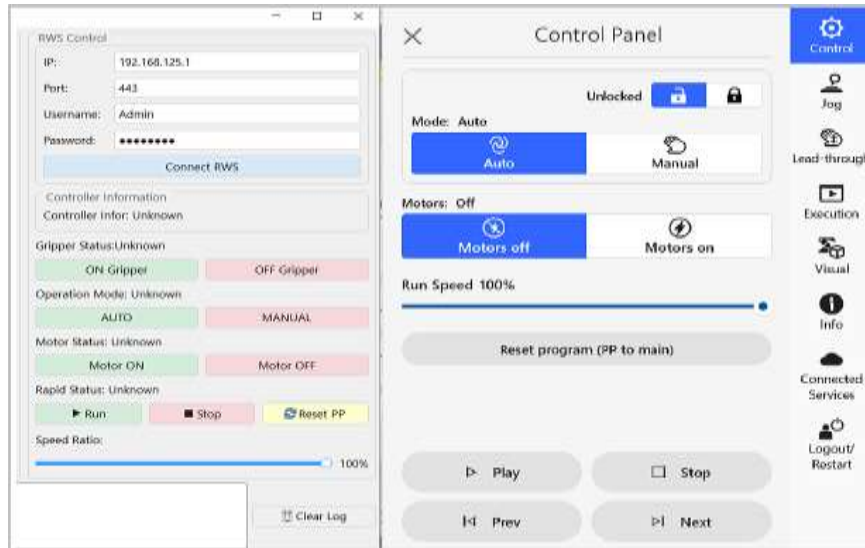 RWS Control
IP: 192.168.125.1
Port: 443
Username: Admin
Password: ●●●●●●●●
Connect RWS
Controller Information
Controller Infor: Unknown
Gripper Status:Unknown
ON Gripper OFF Gripper
Operation Mode: Unknown
AUTO MANUAL
Motor Status: Unknown
Motor ON Motor OFF
Rapid Status: Unknown
Run Stop Reset PP
Speed Ratio:
100%
Clear Log
Control Panel
Unlocked
Mode: Auto
Auto Manual
Motors: Off
Motors off Motors on
Run Speed 100%
Reset program (PP to main)
Play Stop
Prev Next
Control
Jog
Lead-through
Execution
Visual
Info
Connected
Services
Logout/
Restart